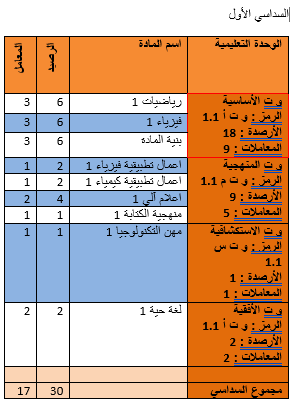 السداسي الأول
الوحدة التعليمية اسم المادة الرصيد المعامل
و ت الأساسية
الرمز : و ت أ 1.1
الأرصدة : 18
المعاملات : 9
رياضيات 1 6 3
فيزياء 1 6 3
بنية المادة 6 3
و ت المنهجية
الرمز : و ت م 1.1
الأرصدة : 9
المعاملات : 5
اعمال تطبيقية فيزياء 1 2 1
اعمال تطبيقية كيمياء 1 2 1
اعلام آلي 1 4 2
منهجية الكتابة 1 1 1
و ت الاستكشافية
الرمز : و ت س
1.1
الأرصدة : 1
المعاملات : 1
مهن التكنولوجيا 1 1 1
و ت الأفقية
الرمز : و ت أ 1.1
الأرصدة : 2
المعاملات : 2
لغة حية 1 2 2
مجموع السداسي 30 17